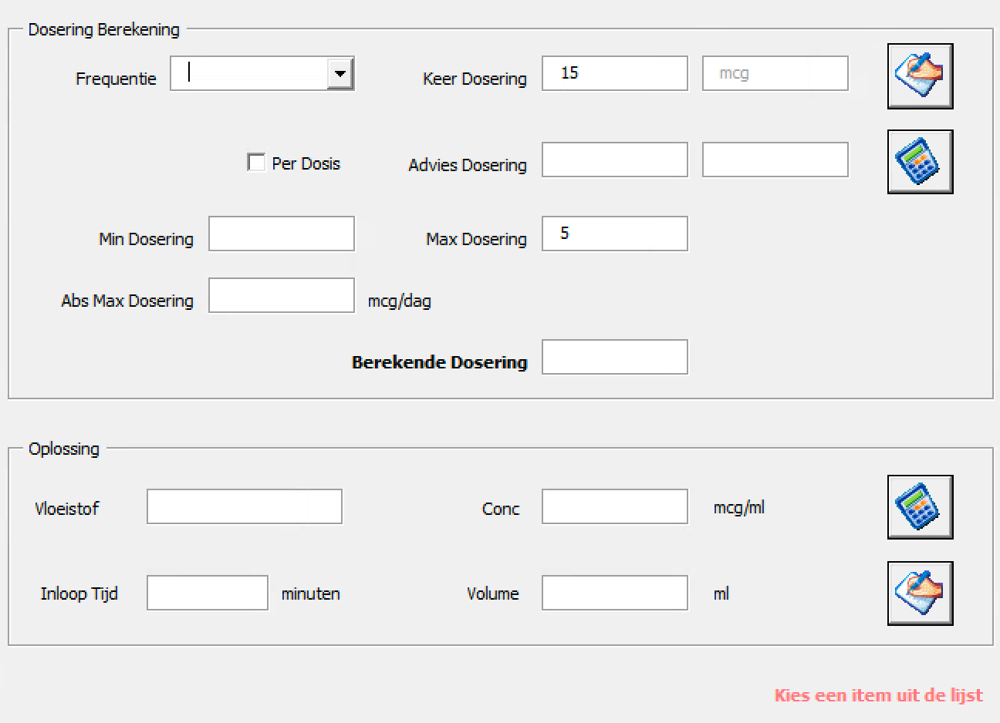 Dosering Berekening
Frequentie Keer Dosering 15 mcg
Per Dosis Advies Dosering
Min Dosering Max Dosering 5
Abs Max Dosering mcg/dag
Berekende Dosering
Oplossing
Vloeistof Conc mcg/ml
Inloop Tijd minuten Volume ml
Kies een item uit de lijst